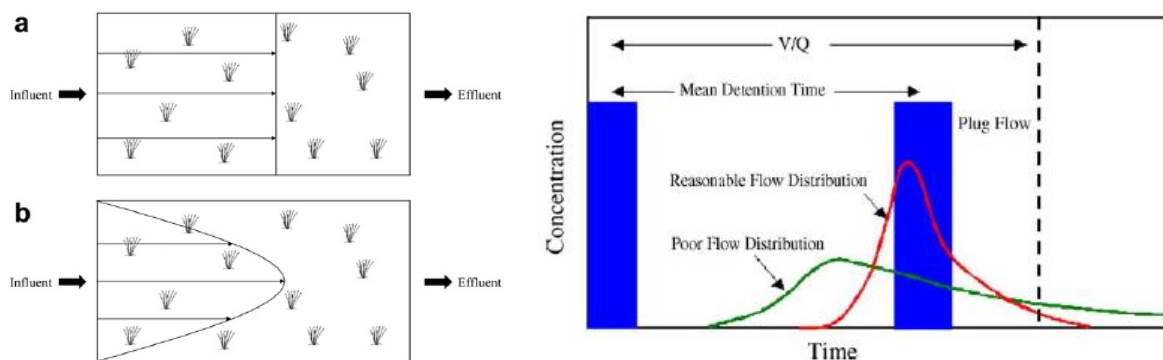 a
Influent
Effluent
b
Influent
Effluent
V/Q
Mean Detention Time
Plug Flow
Reasonable Flow Distribution
Poor Flow Distribution
Concentration
Time